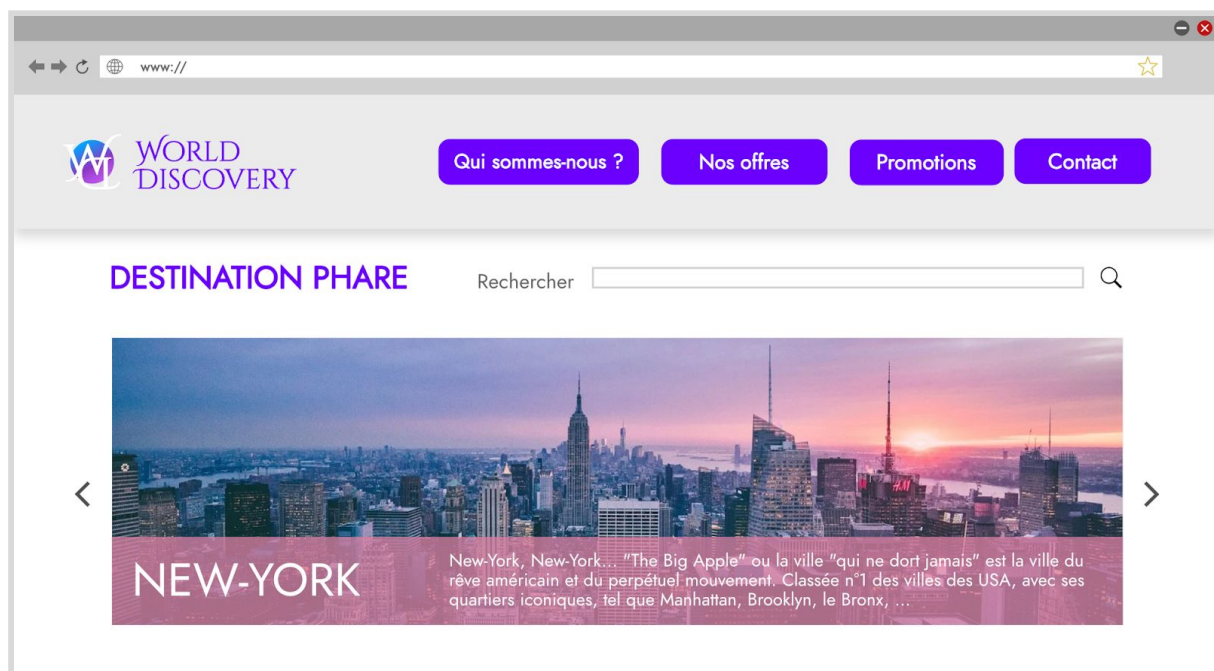 www://
WORLD
DISCOVERY
Qui sommes-nous ?
Nos offres
Promotions
Contact
DESTINATION PHARE
Rechercher
H&M
NEW-YORK
New-York, New-York... "The Big Apple" ou la ville "qui ne dort jamais" est la ville du
rêve américain et du perpétuel mouvement. Classée n°1 des villes des USA, avec ses
quartiers iconiques, tel que Manhattan, Brooklyn, le Bronx, ...